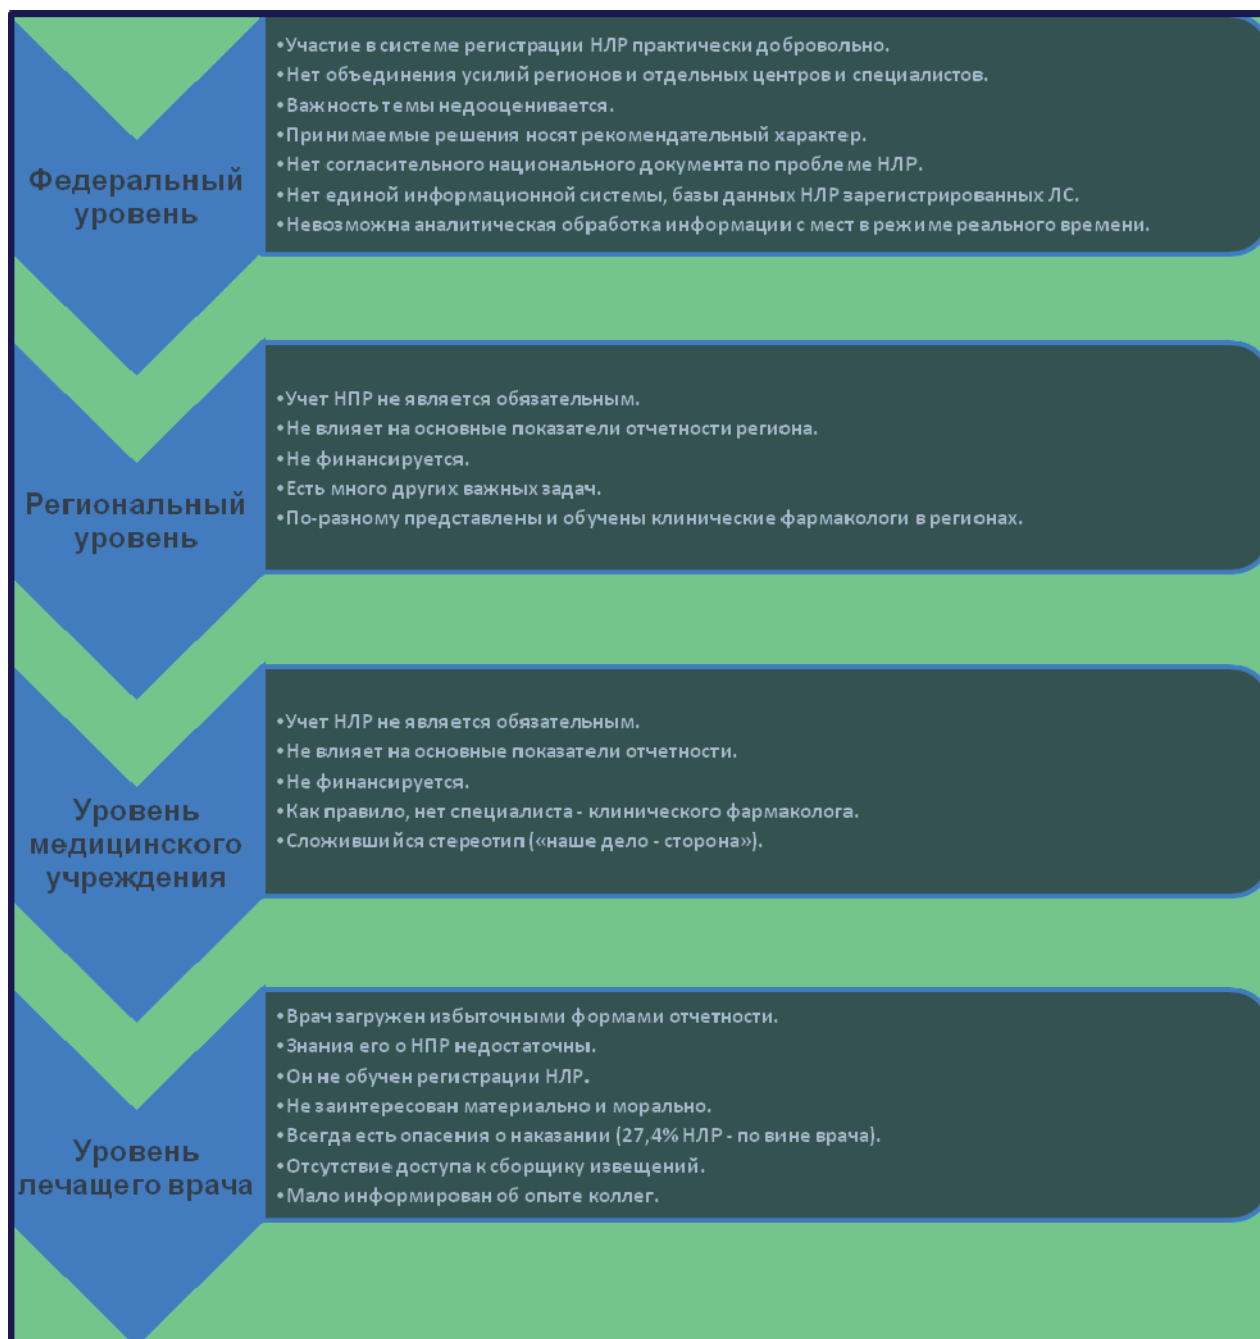 Федеральный
уровень
•Участие в системе регистрации НЛР практически добровольно.
•Нет объединения усилий регионов и отдельных центров и специалистов.
•Важность темы недооценивается.
•Принимаемые решения носят рекомендательный характер.
•Нет согласительного национального документа по проблеме НЛР.
•Нет единой информационной системы, базы данных НЛР зарегистрированных ЛС.
•Невозможна аналитическая обработка информации с мест в режиме реального времени.
Региональный
уровень
•Учет НПР не является обязательным.
•Не влияет на основные показатели отчетности региона.
•Не финансируется.
•Есть много других важных задач.
•По-разному представлены и обучены клинические фармакологи в регионах.
Уровень
медицинского
учреждения
•Учет НЛР не является обязательным.
•Не влияет на основные показатели отчетности.
•Не финансируется.
•Как правило, нет специалиста - клинического фармаколога.
•Сложившийся стереотип («наше дело - сторона»).
Уровень
лечащего врача
•Врач загружен избыточными формами отчетности.
•Знания его о НПР недостаточны.
•Он не обучен регистрации НЛР.
•Не заинтересован материально и морально.
•Всегда есть опасения о наказании (27,4% НЛР - по вине врача).
•Отсутствие доступа к сборщику извещений.
•Мало информирован об опыте коллег.